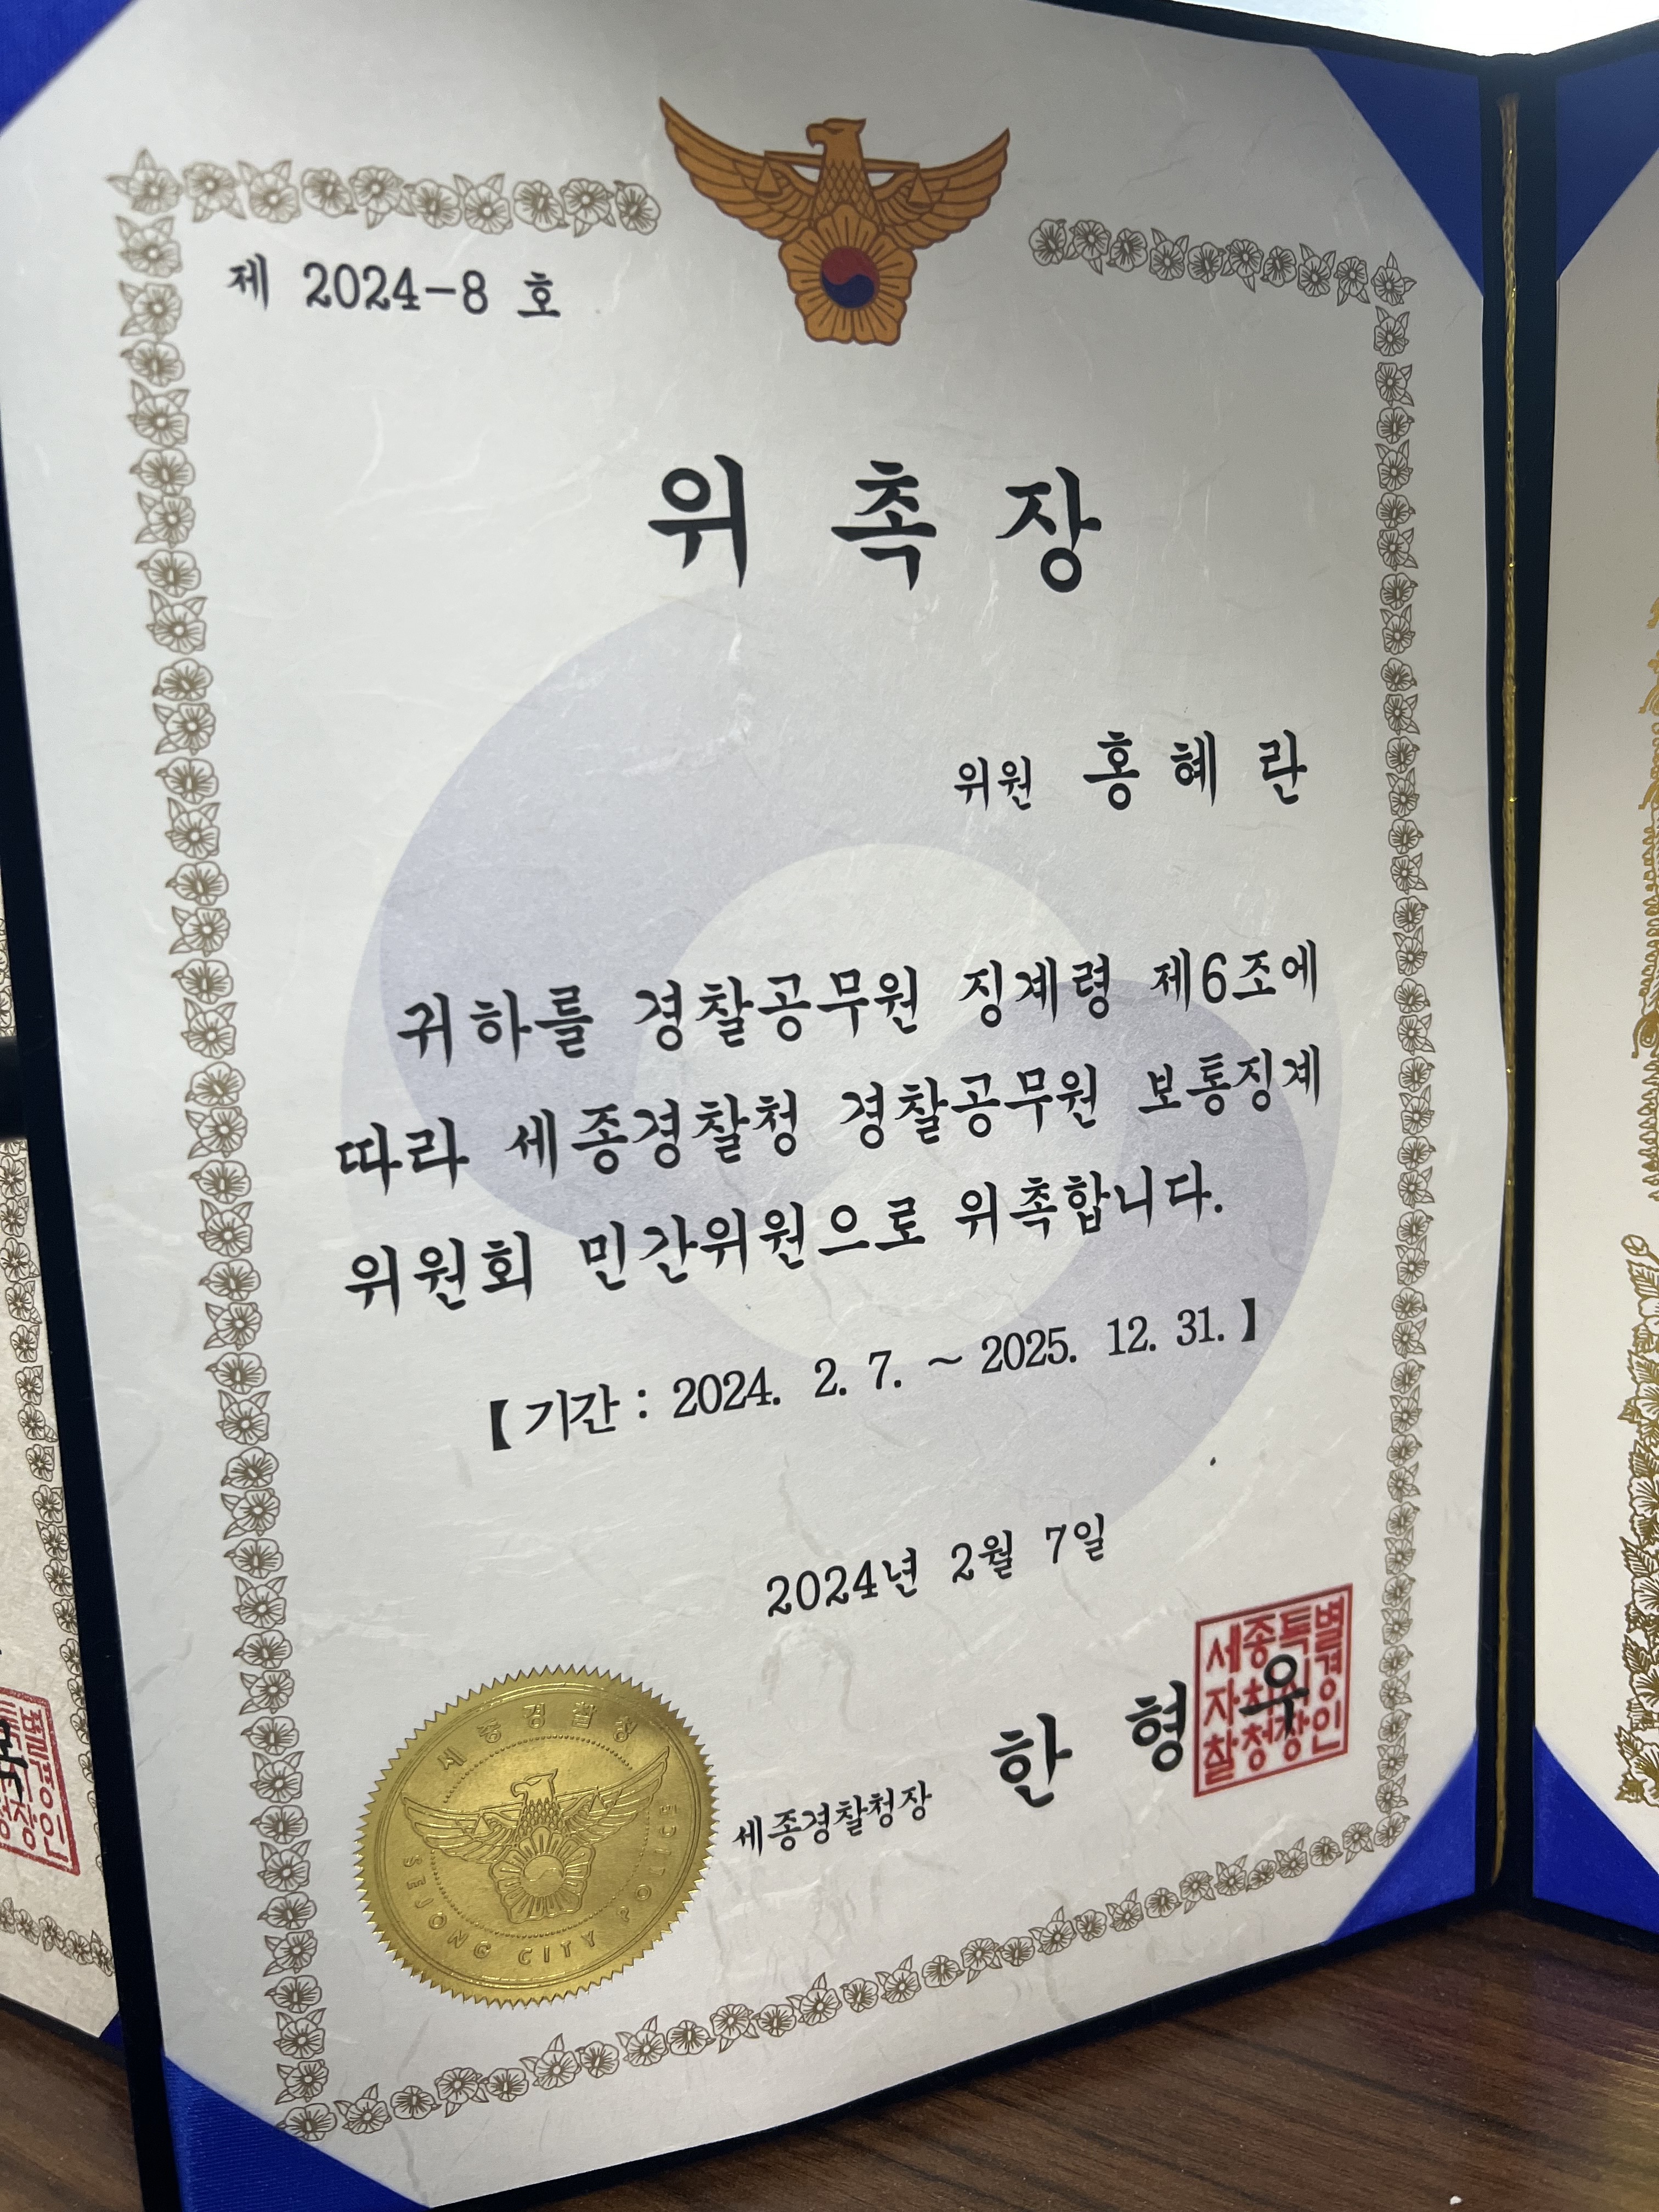 제 2024-8 호
위 촉 장
위원 홍 혜 란
귀하를 경찰공무원 징계령 제6조에
따라 세종경찰청 경찰공무원 보통징계
위원회 민간위원으로 위촉합니다.
【 기간 : 2024. 2. 7. ~ 2025. 12. 31. 】
2024년 2월 7일
세종경찰청장 한 형 우
세종특별
자치경
찰청장인
세종경찰청
SEJONG CITY POLICE